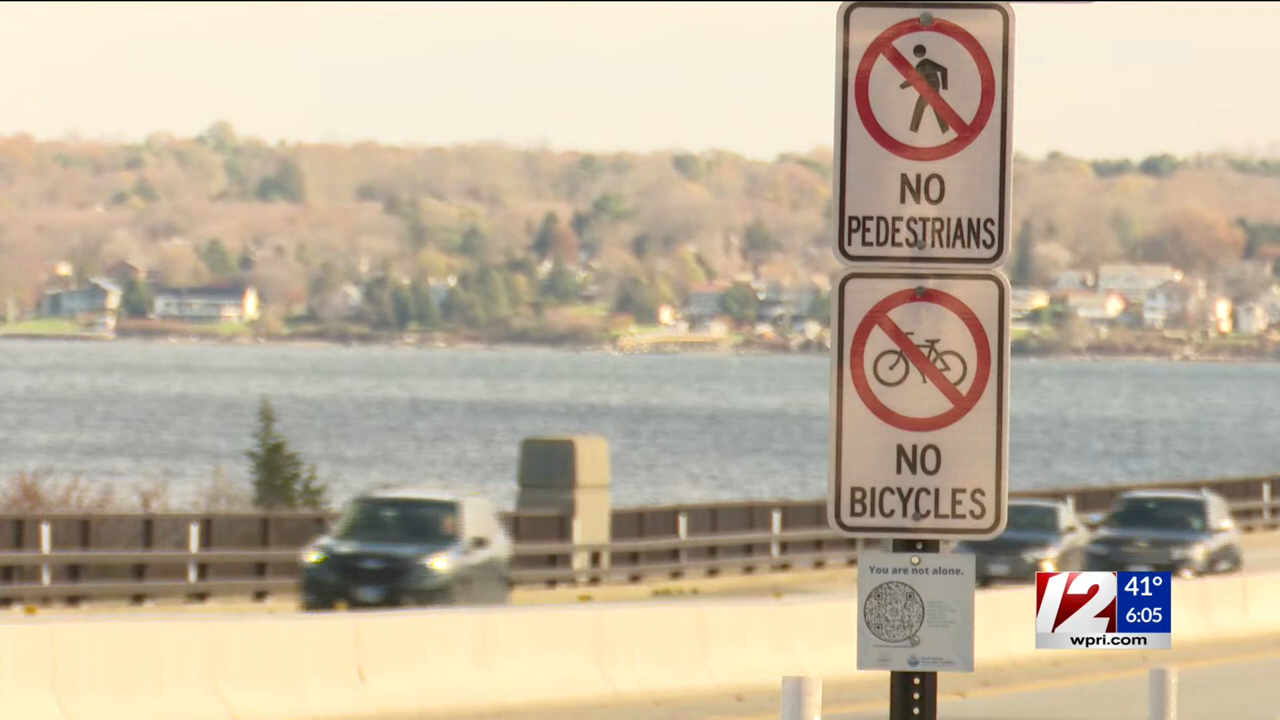 NO
PEDESTRIANS
NO
BICYCLES
You are not alone.
12
41°
6:05
wpri.com